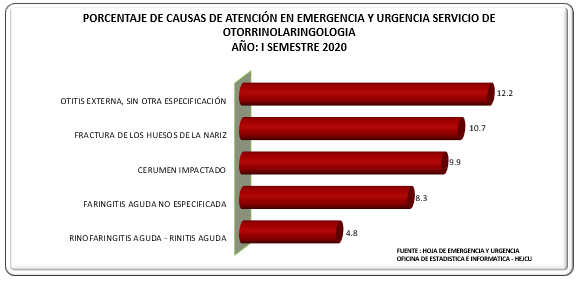 PORCENTAJE DE CAUSAS DE ATENCIÓN EN EMERGENCIA Y URGENCIA SERVICIO DE
OTORRINOLARINGOLOGIA
AÑO: I SEMESTRE 2020
OTITIS EXTERNA, SIN OTRA ESPECIFICACIÓN 12.2
FRACTURA DE LOS HUESOS DE LA NARIZ 10.7
CERUMEN IMPACTADO 9.9
FARINGITIS AGUDA NO ESPECIFICADA 8.3
RINOFARINGITIS AGUDA - RINITIS AGUDA 4.8
FUENTE : HOJA DE EMERGENCIA Y URGENCIA
OFICINA DE ESTADISTICA E INFORMATICA - HEJCU